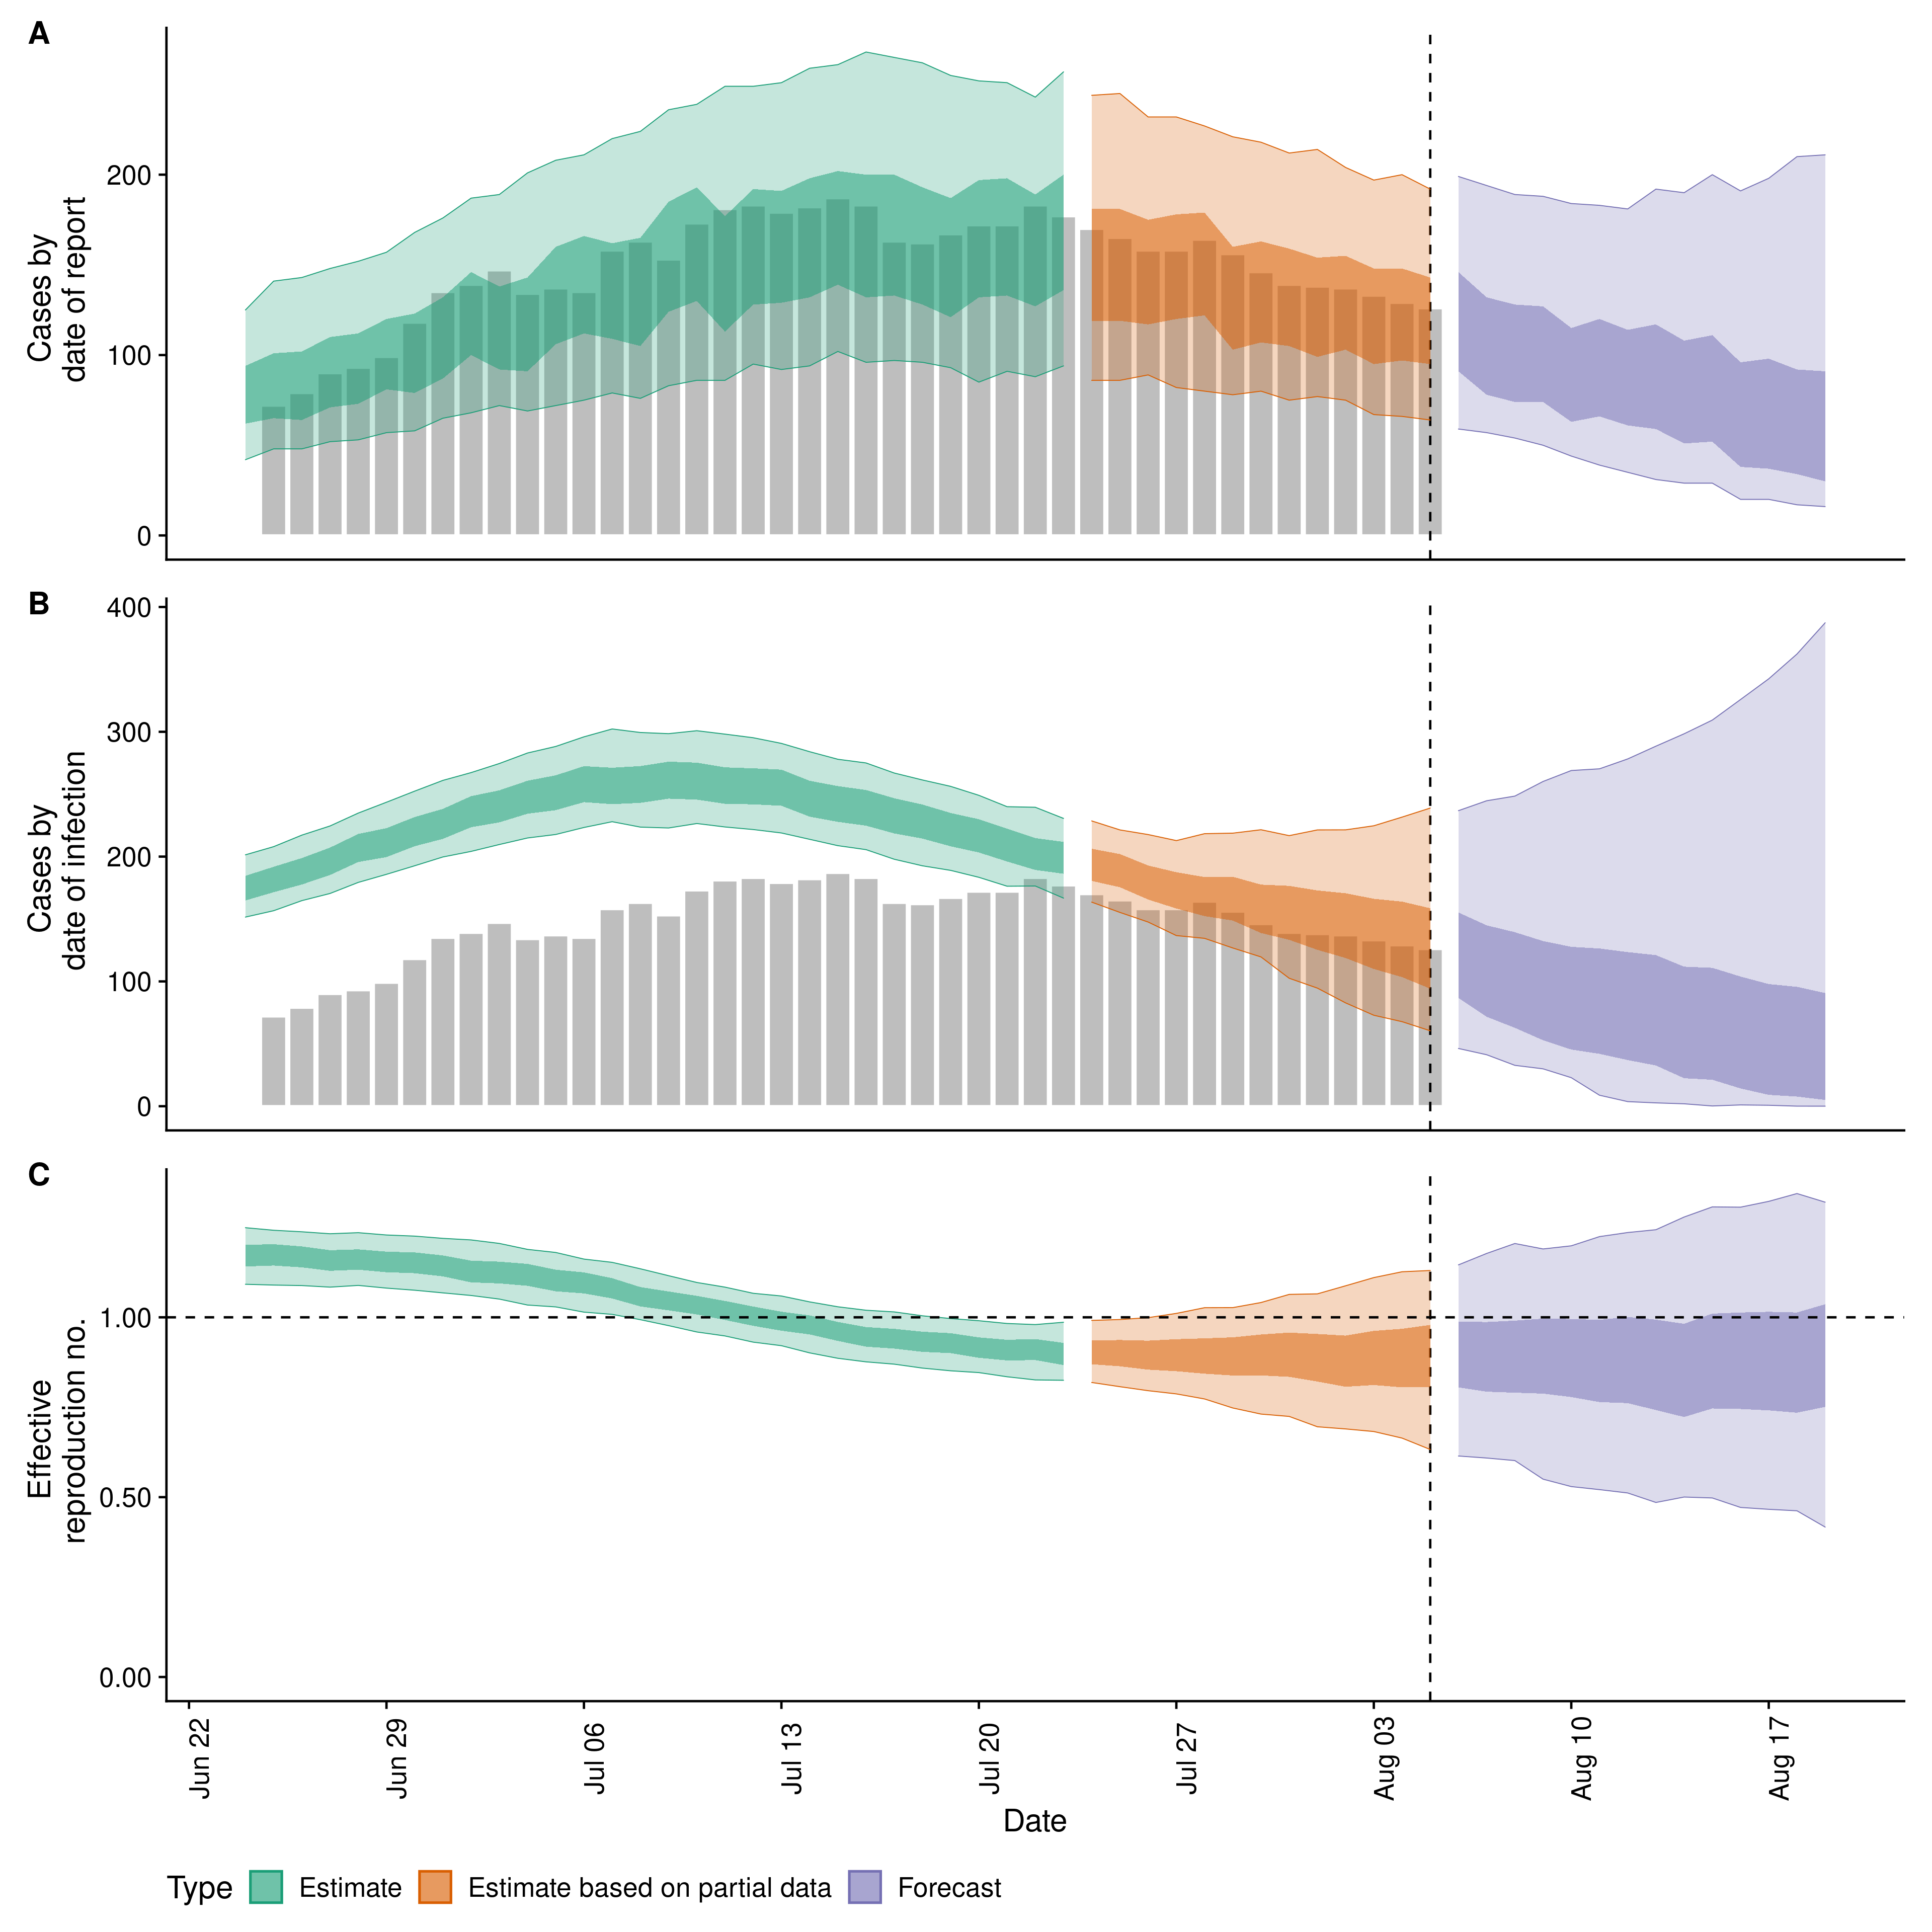 A
Cases by
date of report
200
100
0
B
Cases by
date of infection
400
300
200
100
0
C
Effective
reproduction no.
1.00
0.50
0.00
Jun 22
Jun 29
Jul 06
Jul 13
Jul 20
Jul 27
Aug 03
Aug 10
Aug 17
Date
Type
Estimate
Estimate based on partial data
Forecast